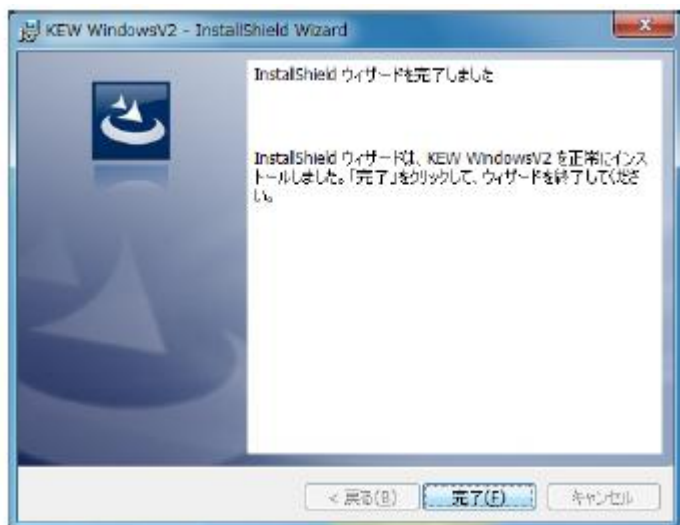 KEW WindowsV2 - InstallShield Wizard
InstallShield ウィザードを完了しました
InstallShield ウィザードは、KEW WindowsV2 を正常にインス
トールしました。「完了」をクリックして、ウィザードを終了してくださ
い。
< 戻る(B)
完了(F)
キャンセル